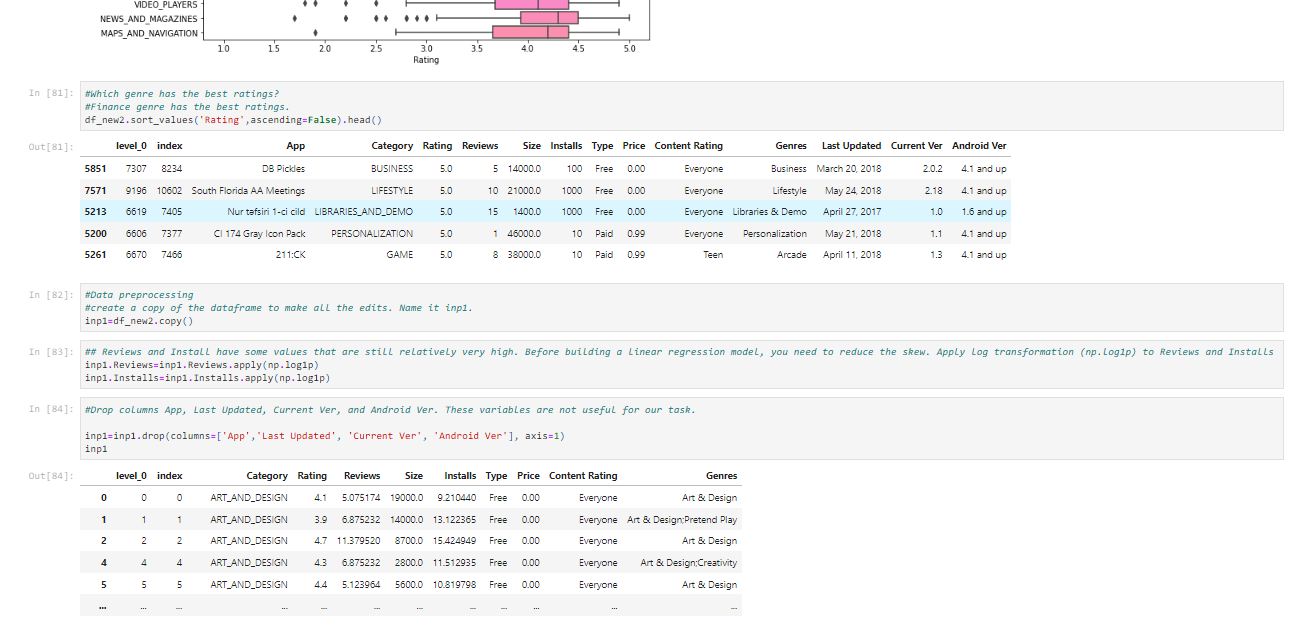 VIDEO_PLAYERS
NEWS_AND_MAGAZINES
MAPS_AND_NAVIGATION
1.0 1.5 2.0 2.5 3.0 3.5 4.0 4.5 5.0
Rating
In [81]: #Which genre has the best ratings?
#Finance genre has the best ratings.
df_new2.sort_values('Rating',ascending=False).head()
Out[81]: level_0 index App Category Rating Reviews Size Installs Type Price Content Rating Genres Last Updated Current Ver Android Ver
5851 7307 8234 DB Pickles BUSINESS 5.0 5 14000.0 100 Free 0.00 Everyone Business March 20, 2018 2.0.2 4.1 and up
7571 9196 10602 South Florida AA Meetings LIFESTYLE 5.0 10 21000.0 1000 Free 0.00 Everyone Lifestyle May 24, 2018 2.18 4.1 and up
5213 6619 7405 Nur tefsiri 1-ci cild LIBRARIES_AND_DEMO 5.0 15 1400.0 1000 Free 0.00 Everyone Libraries & Demo April 27, 2017 1.0 1.6 and up
5200 6606 7377 CI 174 Gray Icon Pack PERSONALIZATION 5.0 1 46000.0 10 Paid 0.99 Everyone Personalization May 21, 2018 1.1 4.1 and up
5261 6670 7466 211:CK GAME 5.0 8 38000.0 10 Paid 0.99 Teen Arcade April 11, 2018 1.3 4.1 and up
In [82]: #Data preprocessing
#create a copy of the dataframe to make all the edits. Name it inp1.
inp1=df_new2.copy()
In [83]: ## Reviews and Install have some values that are still relatively very high. Before building a linear regression model, you need to reduce the skew. Apply log transformation (np.log1p) to Reviews and Installs
inp1.Reviews=inp1.Reviews.apply(np.log1p)
inp1.Installs=inp1.Installs.apply(np.log1p)
In [84]: #Drop columns App, Last Updated, Current Ver, and Android Ver. These variables are not useful for our task.
inp1=inp1.drop(columns=['App','Last Updated', 'Current Ver', 'Android Ver'], axis=1)
inp1
Out[84]: level_0 index Category Rating Reviews Size Installs Type Price Content Rating Genres
0 0 0 ART_AND_DESIGN 4.1 5.075174 19000.0 9.210440 Free 0.00 Everyone Art & Design
1 1 1 ART_AND_DESIGN 3.9 6.875232 14000.0 13.122365 Free 0.00 Everyone Art & Design;Pretend Play
2 2 2 ART_AND_DESIGN 4.7 11.379520 8700.0 15.424949 Free 0.00 Everyone Art & Design
4 4 4 ART_AND_DESIGN 4.3 6.875232 2800.0 11.512935 Free 0.00 Everyone Art & Design;Creativity
5 5 5 ART_AND_DESIGN 4.4 5.123964 5600.0 10.819798 Free 0.00 Everyone Art & Design
... ... ... ... ... ... ... ... ... ... ... ...